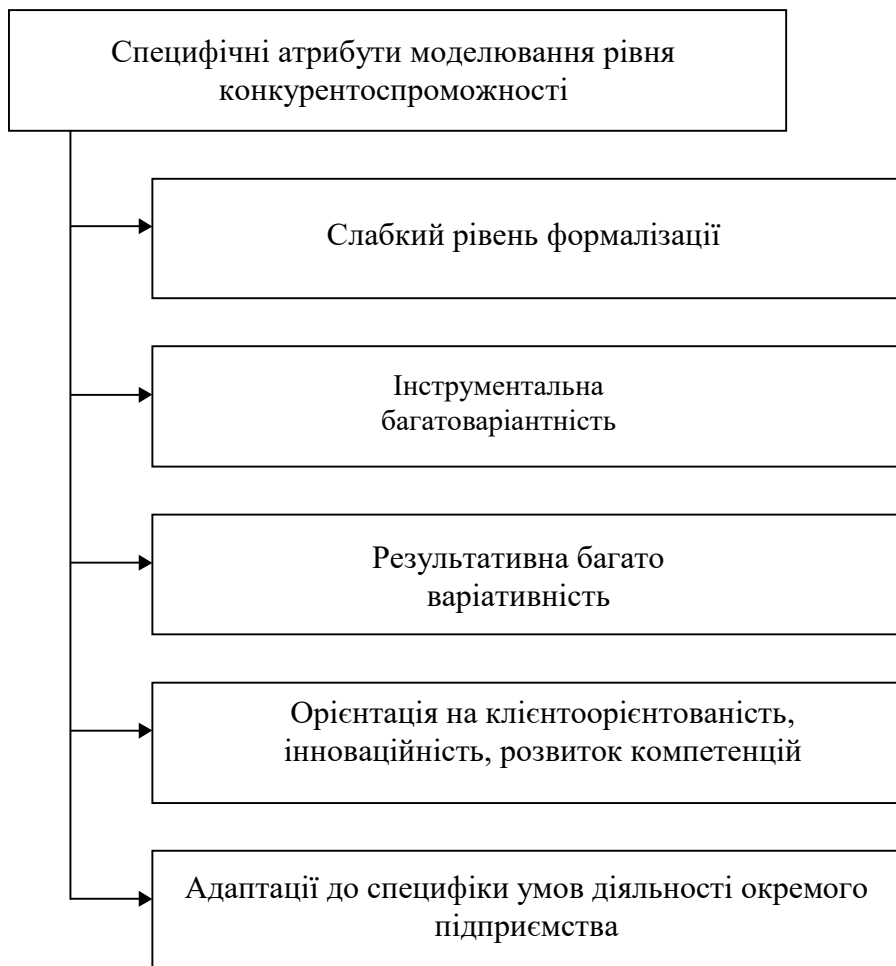 Специфічні атрибути моделювання рівня
конкурентоспроможності
Слабкий рівень формалізації
Інструментальна
багатоваріантність
Результативна багато
варіативність
Орієнтація на клієнтоорієнтованість,
інноваційність, розвиток компетенцій
Адаптації до специфіки умов діяльності окремого
підприємства